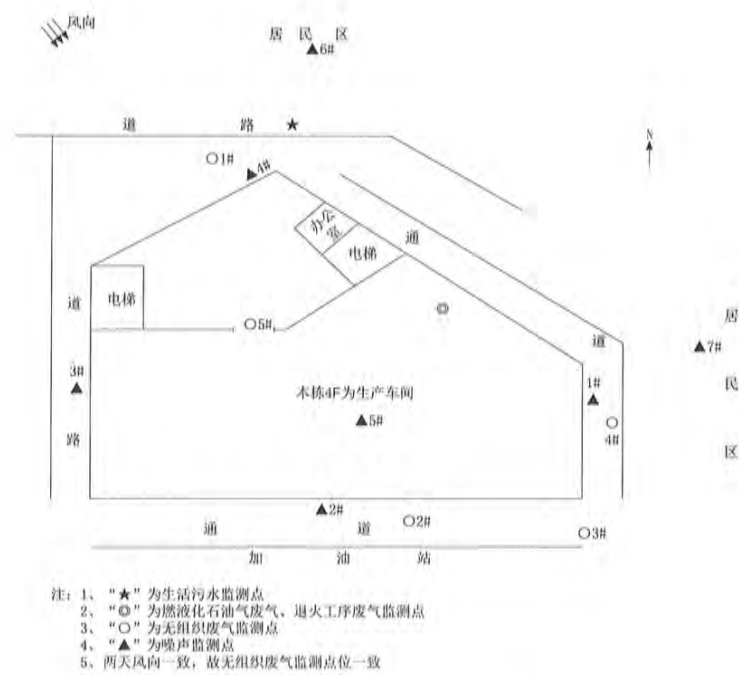 风向
居 民 区
▲6#
道 路 ★
N
○1#
▲4#
办公室
电梯
通
道
电梯
◎
道
○5#
居
▲7#
民
区
3#
▲
1#
▲
○
4#
本栋4F为生产车间
▲5#
路
▲2#
通 道
○2#
○3#
加 油 站
注：1、“★”为生活污水监测点
2、“◎”为燃液化石油气废气、退火工序废气监测点
3、“○”为无组织废气监测点
4、“▲”为噪声监测点
5、两天风向一致，故无组织废气监测点位一致